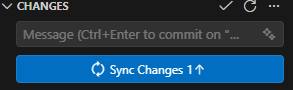 CHANGES
Message (Ctrl+Enter to commit on "...
Sync Changes 1↑